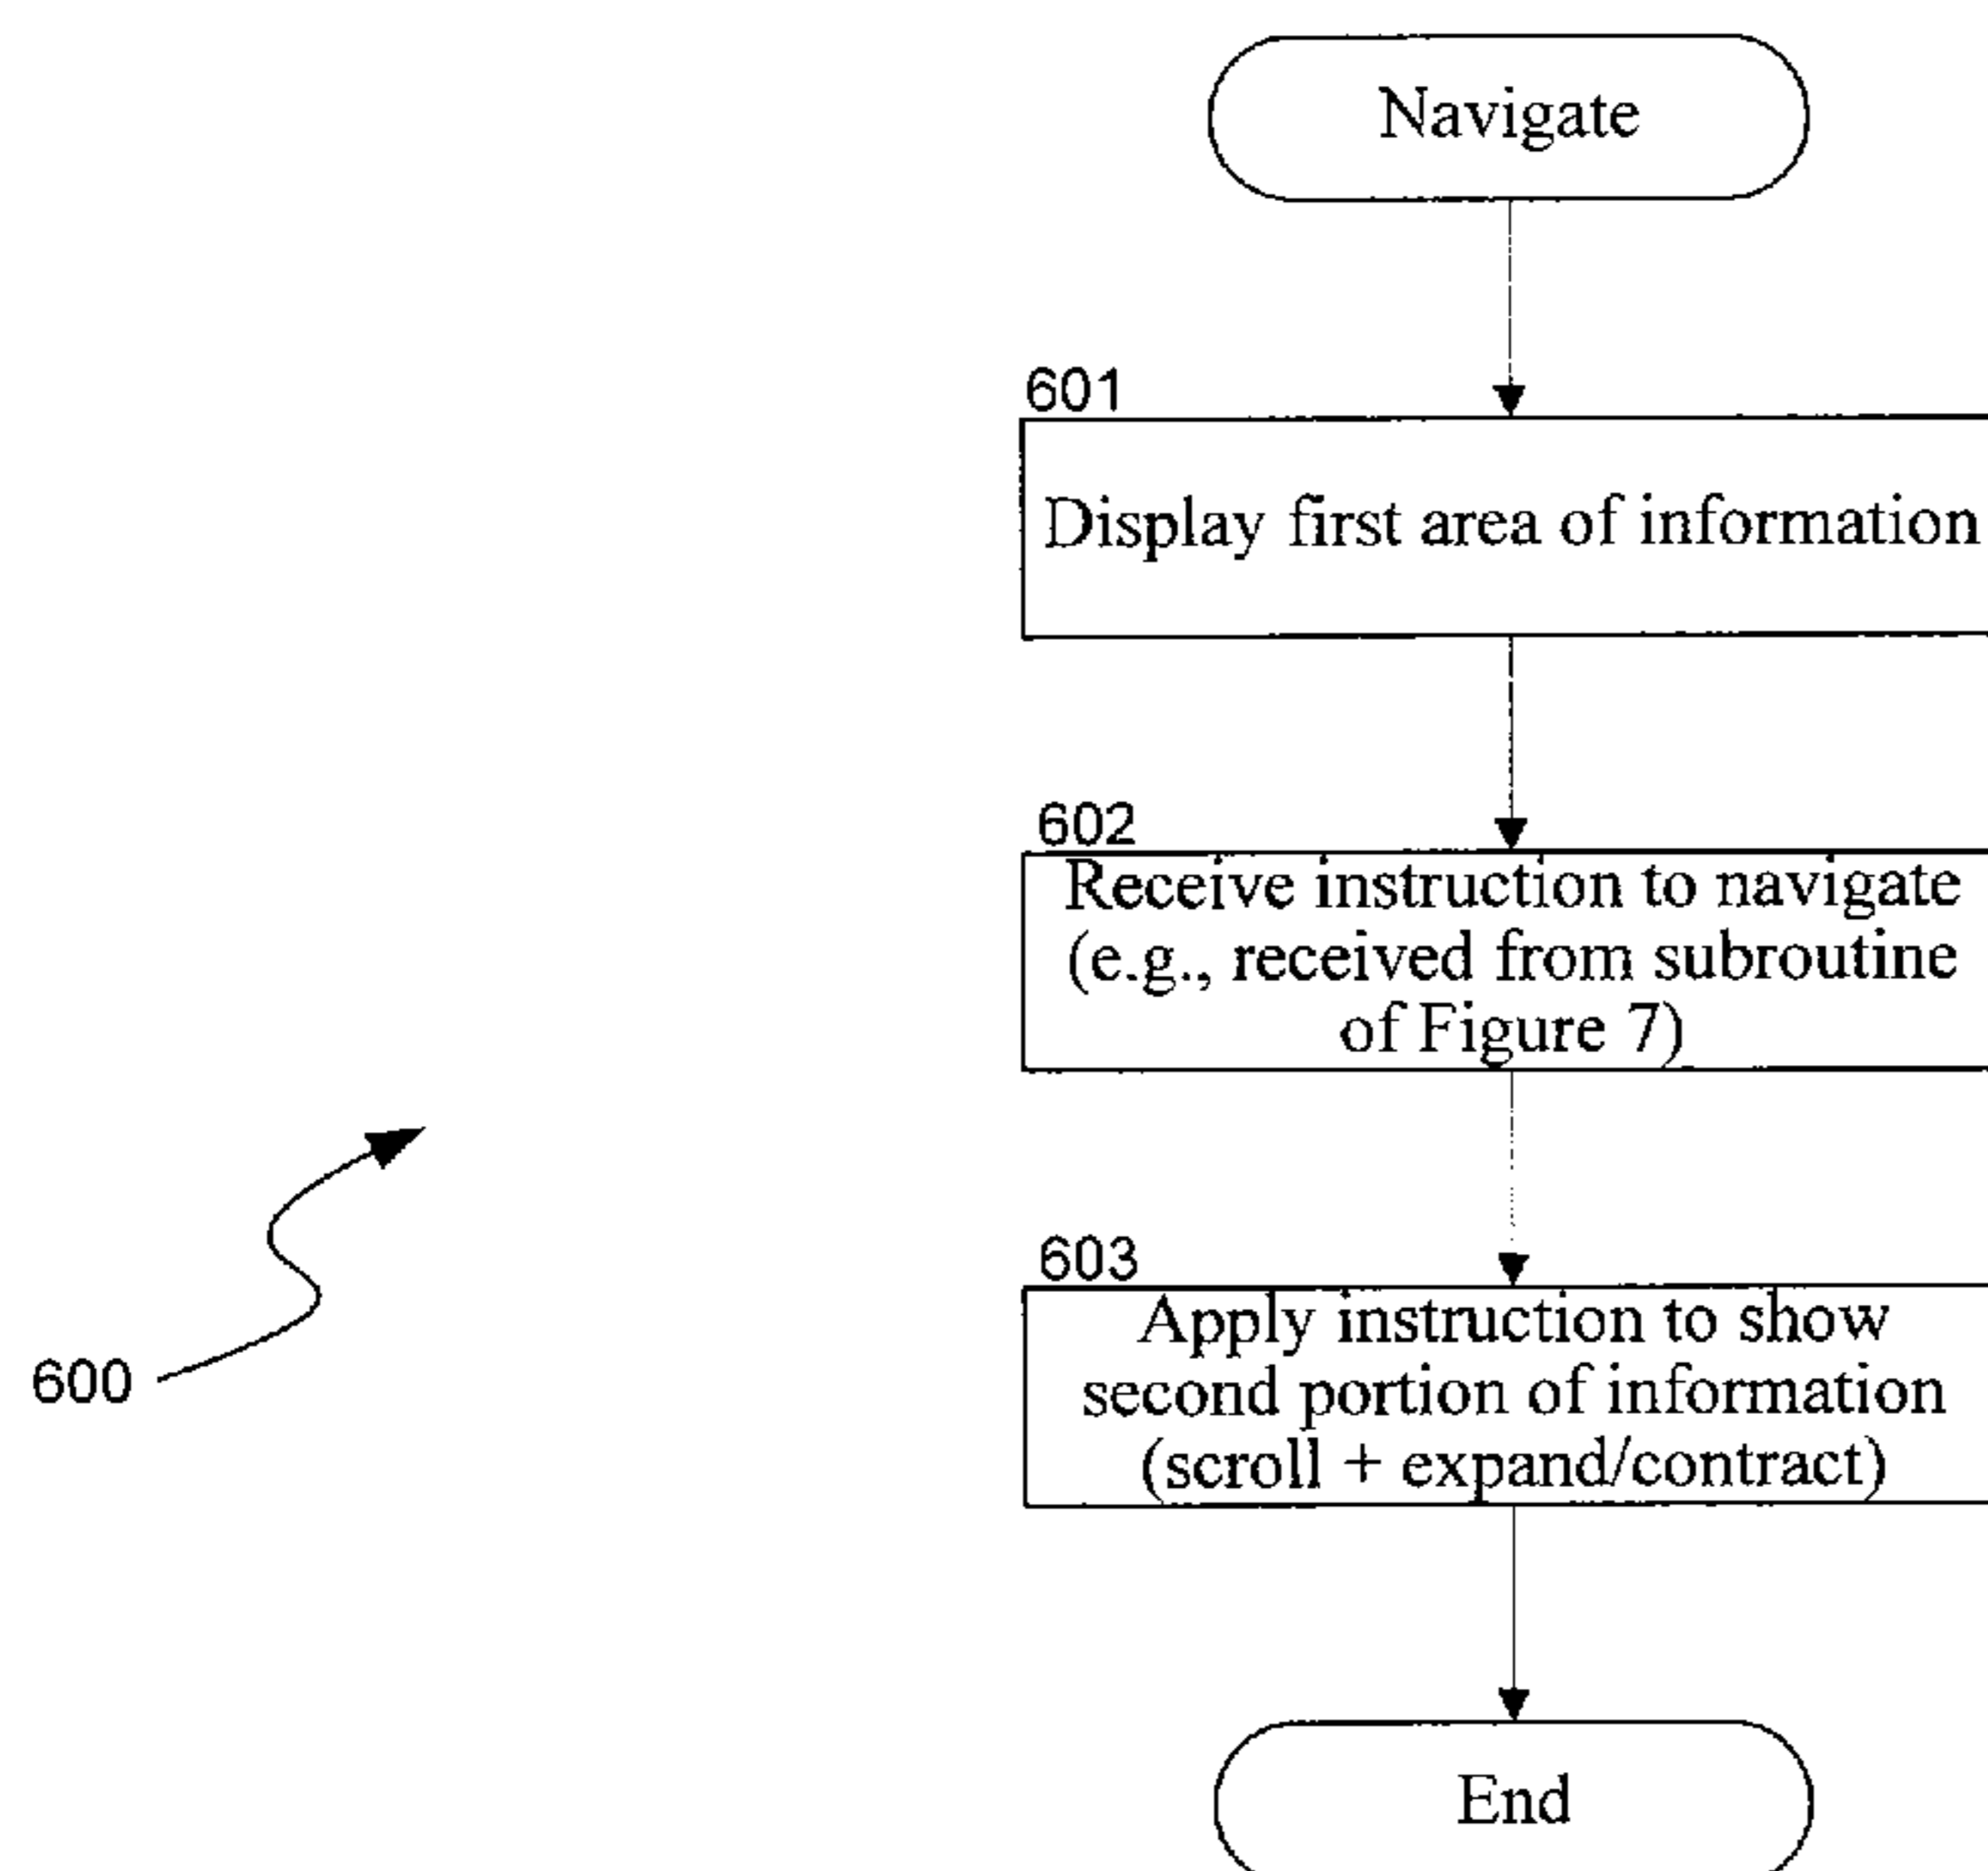 Navigate
601
Display first area of information
602
Receive instruction to navigate
(e.g., received from subroutine
of Figure 7)
603
Apply instruction to show
second portion of information
(scroll + expand/contract)
600
End